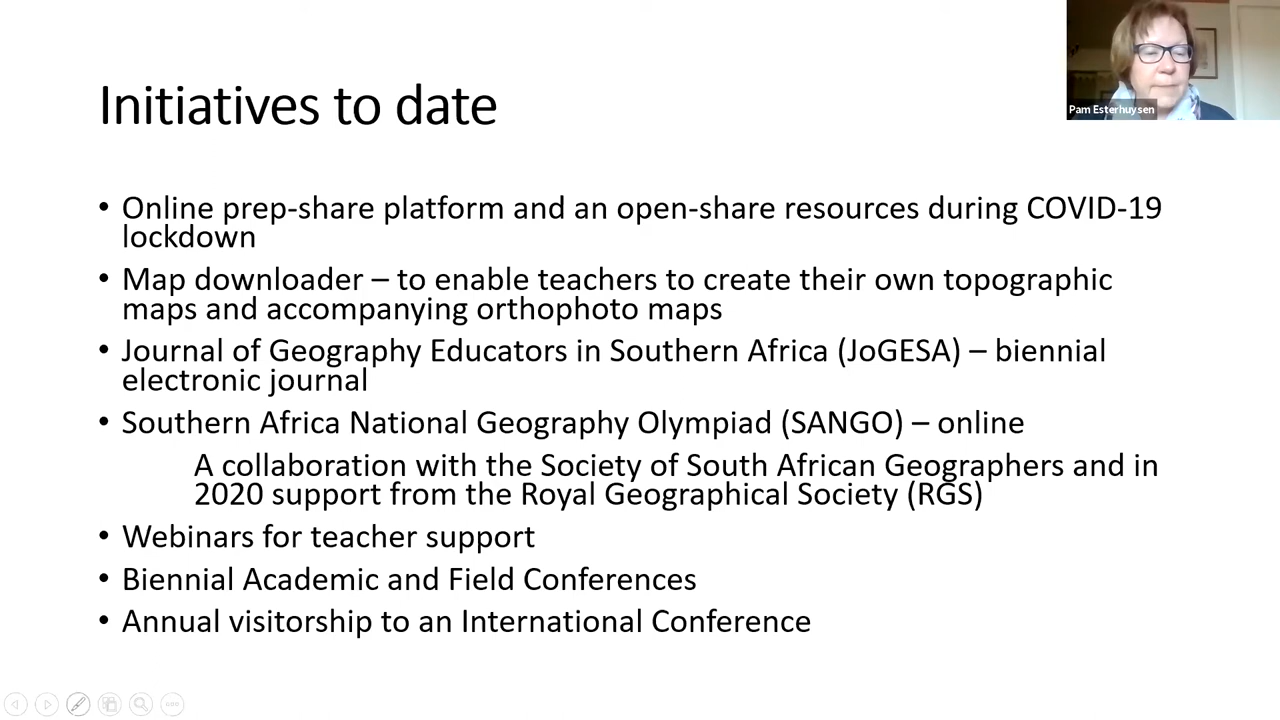 Initiatives to date
Pam Esterhuysen
• Online prep-share platform and an open-share resources during COVID-19
lockdown
• Map downloader – to enable teachers to create their own topographic
maps and accompanying orthophoto maps
• Journal of Geography Educators in Southern Africa (JoGESA) – biennial
electronic journal
• Southern Africa National Geography Olympiad (SANGO) – online
A collaboration with the Society of South African Geographers and in
2020 support from the Royal Geographical Society (RGS)
• Webinars for teacher support
• Biennial Academic and Field Conferences
• Annual visitorship to an International Conference